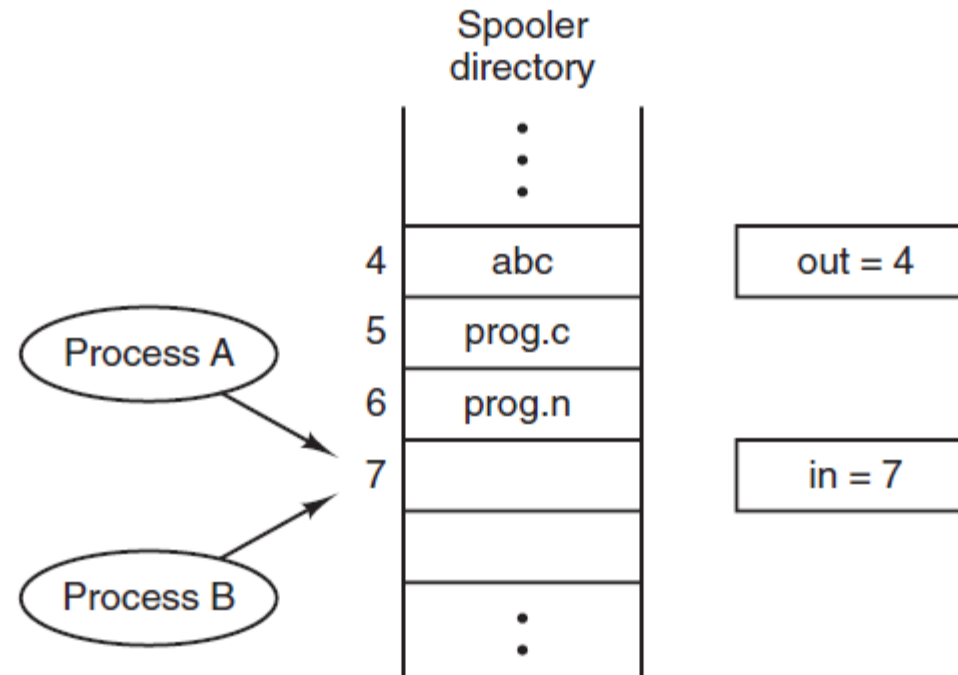 Spooler
directory
4 abc out = 4
Process A
5 prog.c
6 prog.n
7 in = 7
Process B